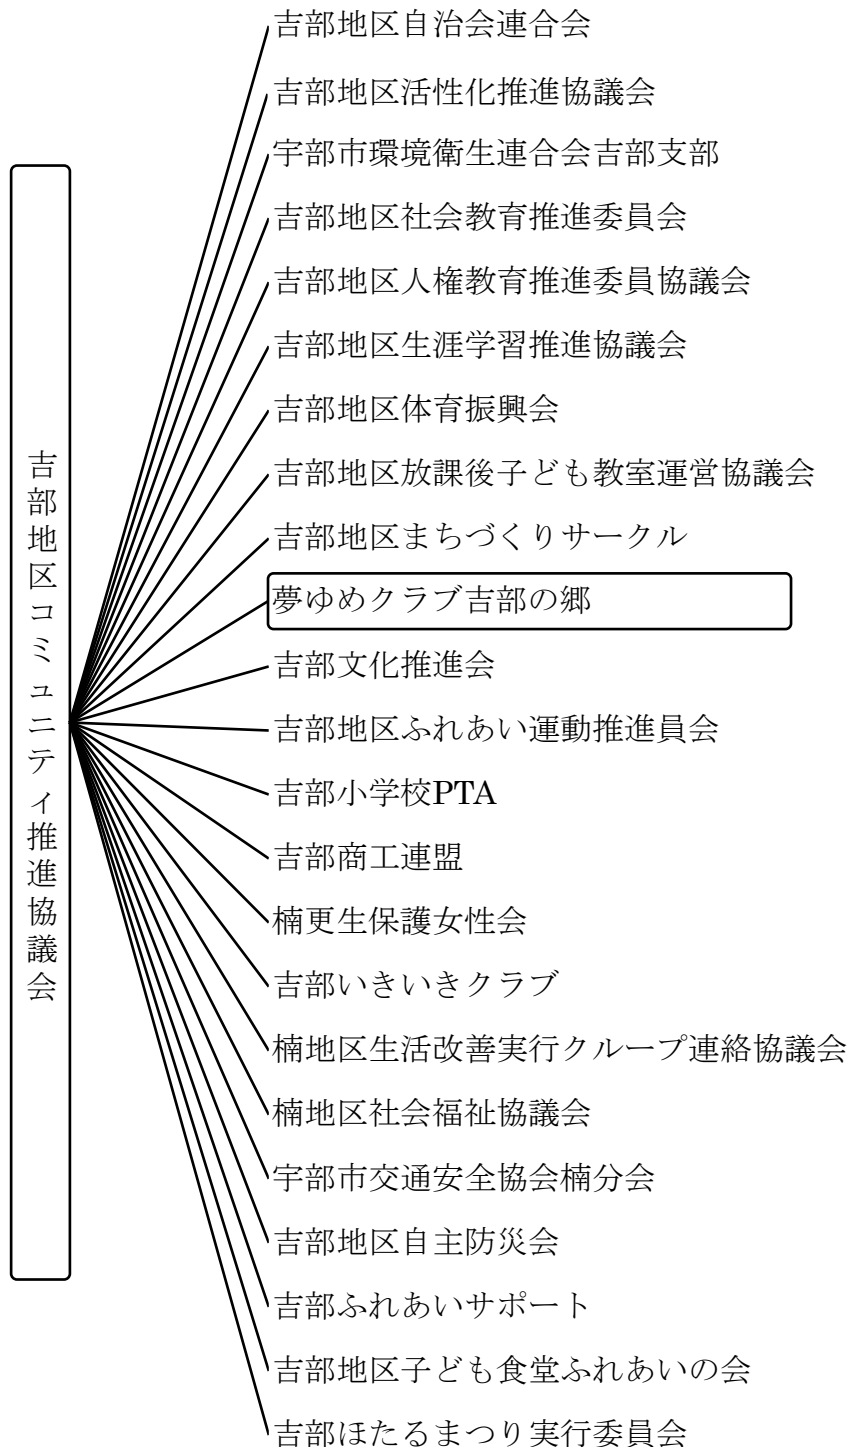 吉部地区コミュニティ推進協議会
吉部地区自治会連合会
吉部地区活性化推進協議会
宇部市環境衛生連合会吉部支部
吉部地区社会教育推進委員会
吉部地区人権教育推進委員協議会
吉部地区生涯学習推進協議会
吉部地区体育振興会
吉部地区放課後子ども教室運営協議会
吉部地区まちづくりサークル
夢ゆめクラブ吉部の郷
吉部文化推進会
吉部地区ふれあい運動推進員会
吉部小学校PTA
吉部商工連盟
楠更生保護女性会
吉部いきいきクラブ
楠地区生活改善実行クループ連絡協議会
楠地区社会福祉協議会
宇部市交通安全協会楠分会
吉部地区自主防災会
吉部ふれあいサポート
吉部地区子ども食堂ふれあいの会
吉部ほたるまつり実行委員会